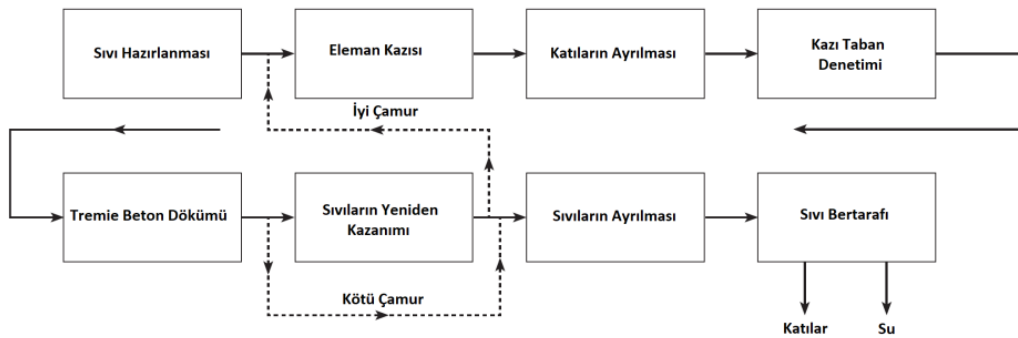 Sıvı Hazırlanması
Eleman Kazısı
Katıların Ayrılması
Kazı Taban
Denetimi
İyi Çamur
Tremie Beton Dökümü
Sıvıların Yeniden
Kazanımı
Sıvıların Ayrılması
Sıvı Bertarafı
Kötü Çamur
Katılar
Su